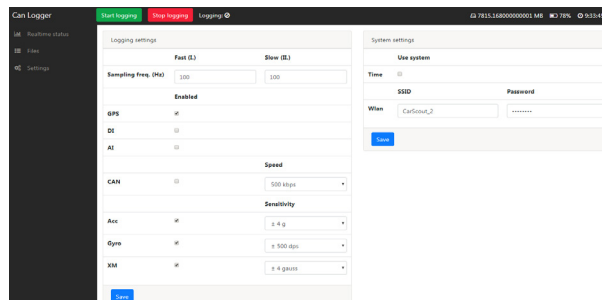 Can Logger
Start logging
Stop logging
Logging:
7815.168000000001 MB
78%
9:33:45
Realtime status
Files
Settings
Logging settings
Fast (I.) Slow (II.)
Sampling freq. (Hz) 100 100
Enabled
GPS
DI
AI
Speed
CAN 500 kbps
Sensitivity
Acc ± 4 g
Gyro ± 500 dps
XM ± 4 gauss
Save
System settings
Use system
Time
SSID Password
Wlan CarScout_2 ········
Save